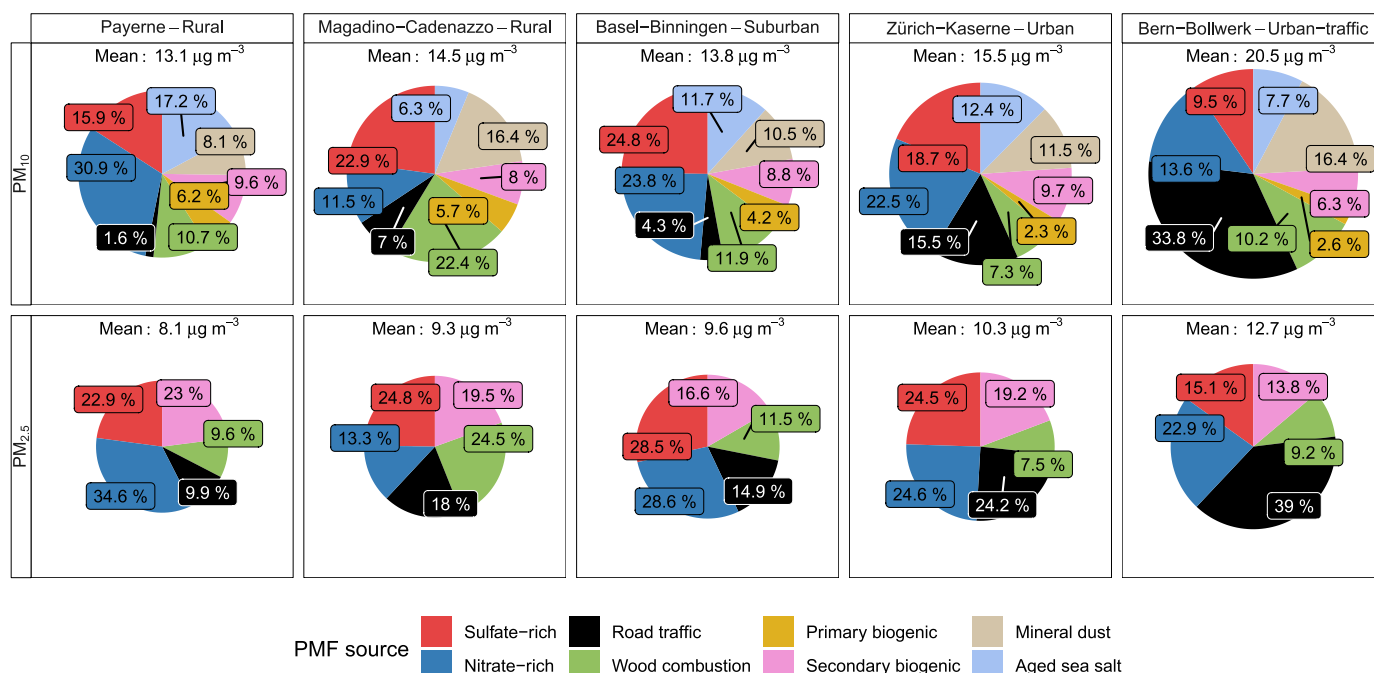 Payerne – Rural
Magadino−Cadenazzo – Rural
Basel−Binningen – Suburban
Zürich−Kaserne – Urban
Bern−Bollwerk – Urban−traffic
PM10
Mean : 13.1 µg m−3
17.2 %
15.9 %
8.1 %
30.9 %
9.6 %
6.2 %
1.6 %
10.7 %
Mean : 14.5 µg m−3
6.3 %
16.4 %
22.9 %
8 %
11.5 %
5.7 %
7 %
22.4 %
Mean : 13.8 µg m−3
11.7 %
10.5 %
24.8 %
8.8 %
23.8 %
4.2 %
4.3 %
11.9 %
Mean : 15.5 µg m−3
12.4 %
11.5 %
18.7 %
9.7 %
22.5 %
2.3 %
15.5 %
7.3 %
Mean : 20.5 µg m−3
9.5 %
7.7 %
13.6 %
16.4 %
6.3 %
33.8 %
10.2 %
2.6 %
PM2.5
Mean : 8.1 µg m−3
22.9 %
23 %
9.6 %
9.9 %
34.6 %
Mean : 9.3 µg m−3
24.8 %
19.5 %
13.3 %
24.5 %
18 %
Mean : 9.6 µg m−3
16.6 %
11.5 %
28.5 %
14.9 %
28.6 %
Mean : 10.3 µg m−3
24.5 %
19.2 %
7.5 %
24.6 %
24.2 %
Mean : 12.7 µg m−3
15.1 %
13.8 %
22.9 %
9.2 %
39 %
PMF source
Sulfate−rich
Road traffic
Primary biogenic
Mineral dust
Nitrate−rich
Wood combustion
Secondary biogenic
Aged sea salt